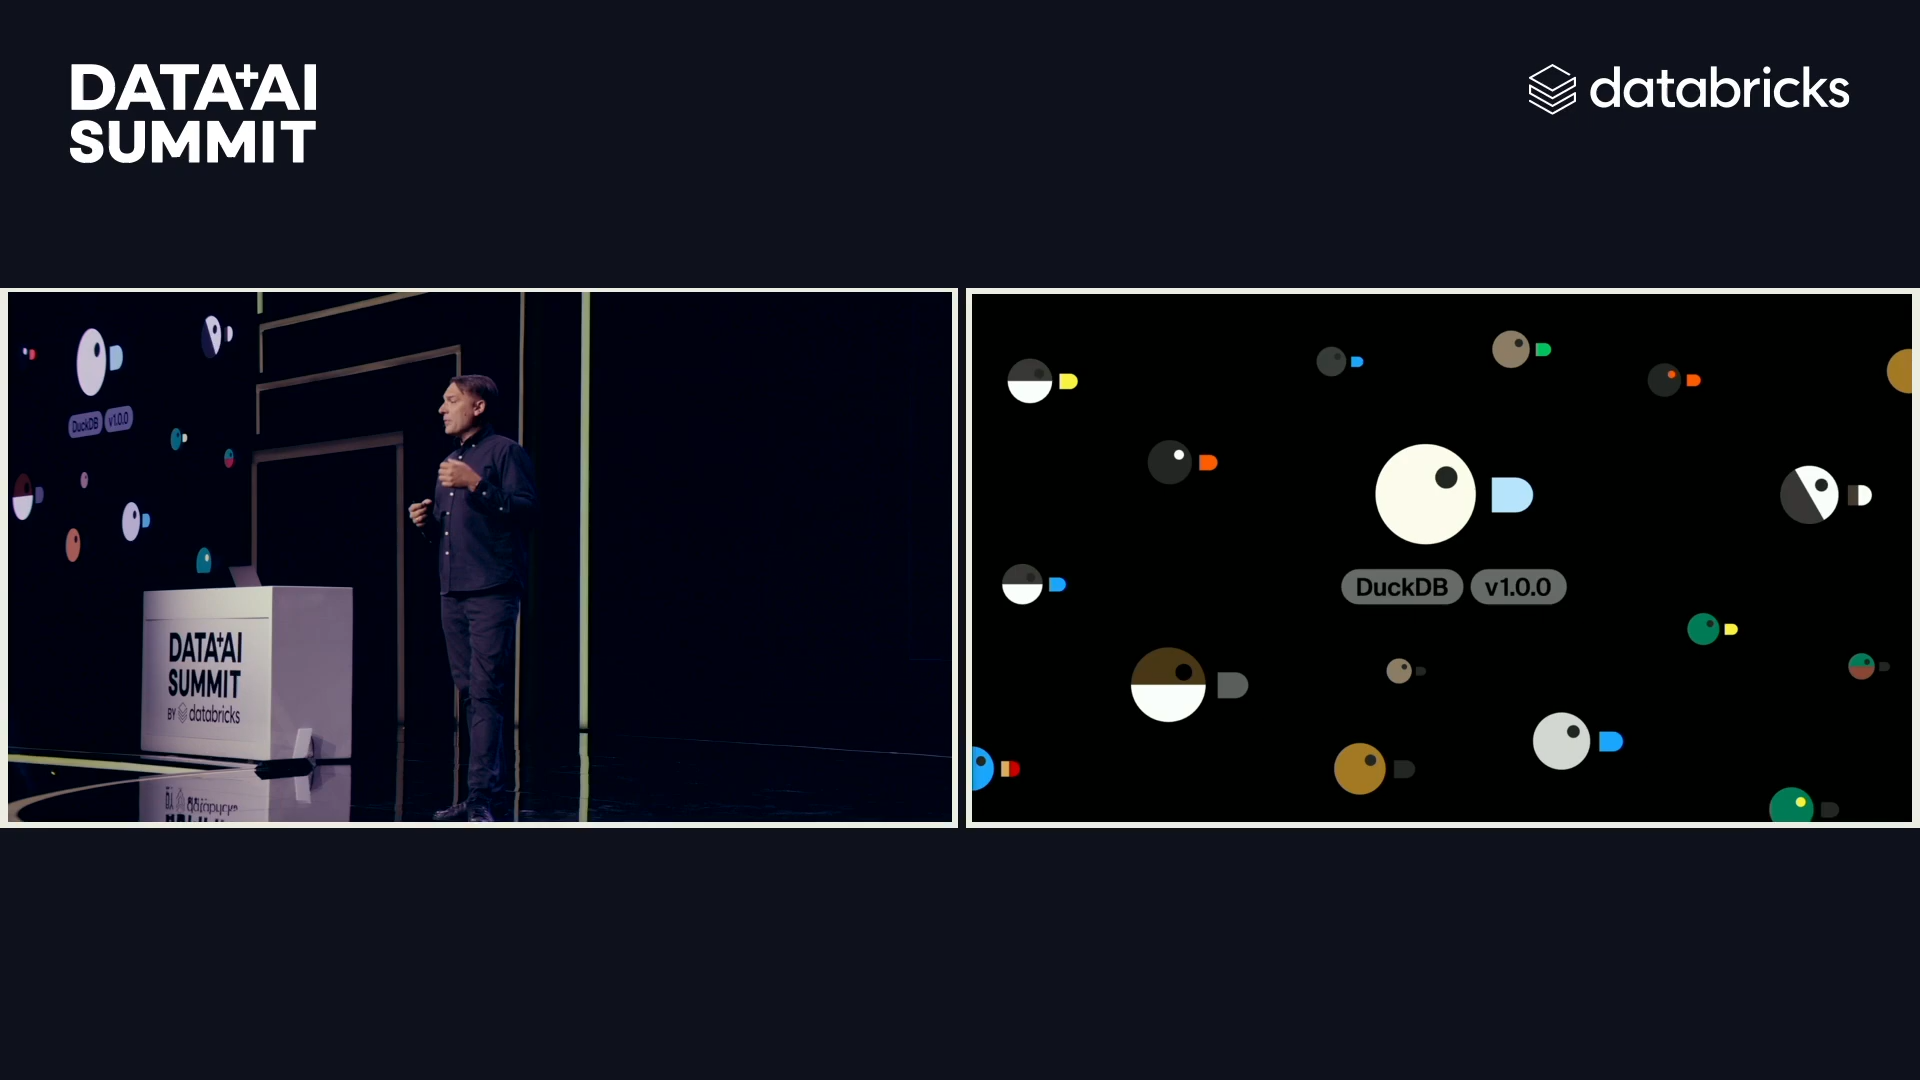 DATA+AI
SUMMIT
databricks
DuckDB v1.0.0
DATA+AI
SUMMIT
BY databricks
DuckDB v1.0.0